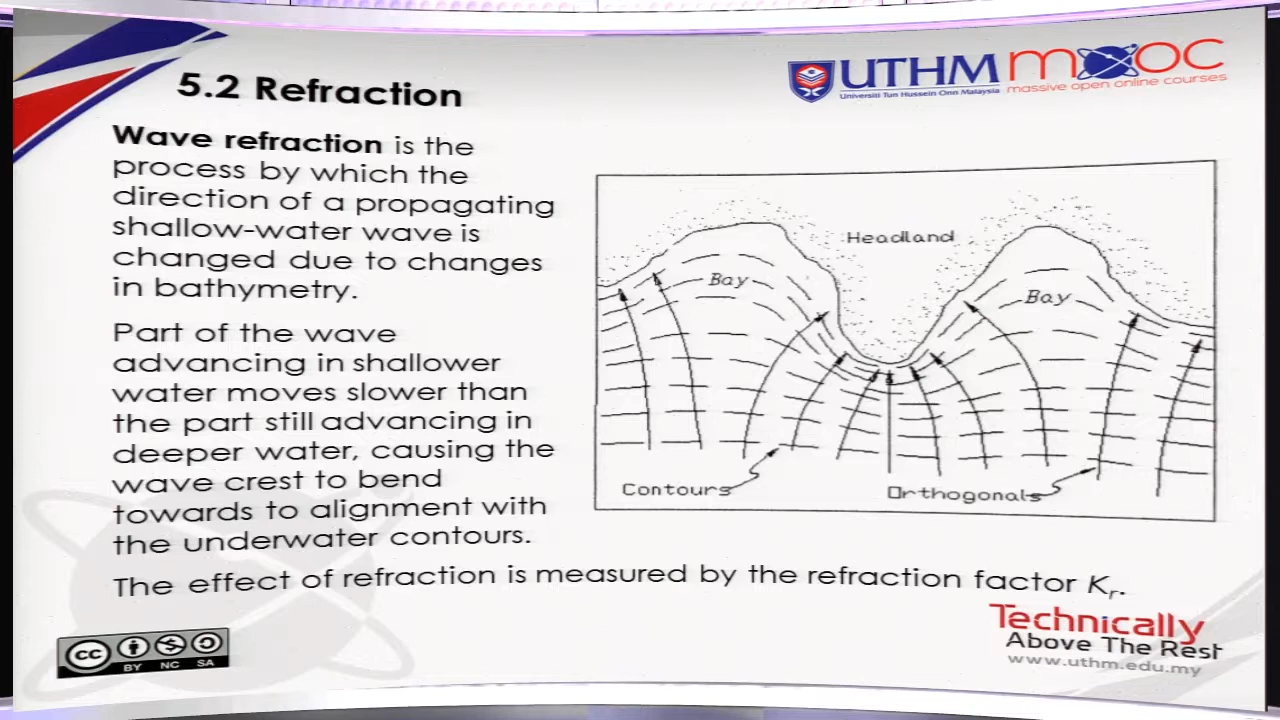 5.2 Refraction
UTHM
Universiti Tun Hussein Onn Malaysia
mooc
massive open online courses
Wave refraction is the
process by which the
direction of a propagating
shallow-water wave is
changed due to changes
in bathymetry.
Part of the wave
advancing in shallower
water moves slower than
the part still advancing in
deeper water, causing the
wave crest to bend
towards to alignment with
the underwater contours.
Headland
Bay
Bay
Contours
Orthogonals
The effect of refraction is measured by the refraction factor Kr.
cc
BY NC SA
Technically
Above The Rest
www.uthm.edu.my